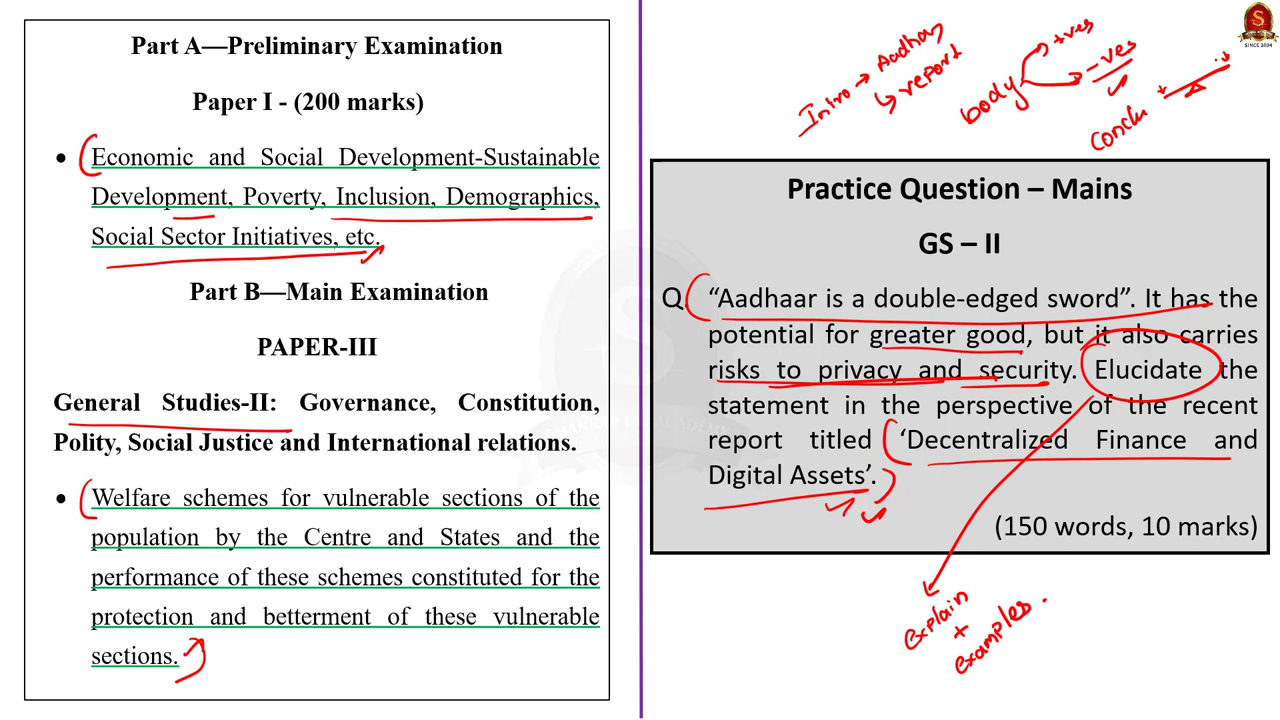 Part A—Preliminary Examination
Paper I - (200 marks)
• Economic and Social Development-Sustainable
Development, Poverty, Inclusion, Demographics,
Social Sector Initiatives, etc.
Part B—Main Examination
PAPER-III
General Studies-II: Governance, Constitution,
Polity, Social Justice and International relations.
• Welfare schemes for vulnerable sections of the
population by the Centre and States and the
performance of these schemes constituted for the
protection and betterment of these vulnerable
sections.
Intro → Aadhar
↳ report
body
+ves
-ves
Conclu
SINCE 2004
Practice Question – Mains
GS – II
Q. “Aadhaar is a double-edged sword”. It has the
potential for greater good, but it also carries
risks to privacy and security. Elucidate the
statement in the perspective of the recent
report titled ‘Decentralized Finance and
Digital Assets’.
(150 words, 10 marks)
explain
+
examples.